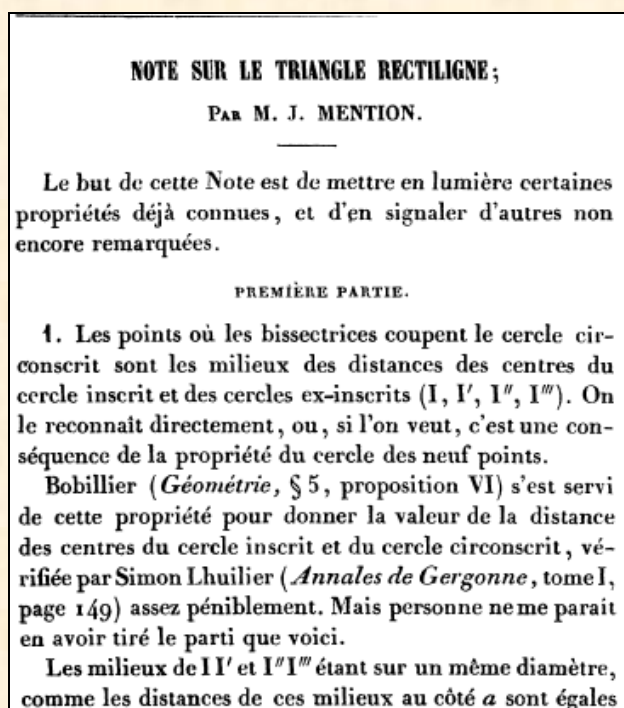 NOTE SUR LE TRIANGLE RECTILIGNE;
PAR M. J. MENTION.
Le but de cette Note est de mettre en lumière certaines
propriétés déjà connues, et d'en signaler d'autres non
encore remarquées.
PREMIÈRE PARTIE.
1. Les points où les bissectrices coupent le cercle cir-
conscrit sont les milieux des distances des centres du
cercle inscrit et des cercles ex-inscrits (I, I′, I″, I‴). On
le reconnaît directement, ou, si l'on veut, c'est une con-
séquence de la propriété du cercle des neuf points.
Bobillier (Géométrie, § 5, proposition VI) s'est servi
de cette propriété pour donner la valeur de la distance
des centres du cercle inscrit et du cercle circonscrit, vé-
rifiée par Simon Lhuilier (Annales de Gergonne, tome I,
page 149) assez péniblement. Mais personne ne me parait
en avoir tiré le parti que voici.
Les milieux de II′ et I″I‴ étant sur un même diamètre,
comme les distances de ces milieux au côté a sont égales